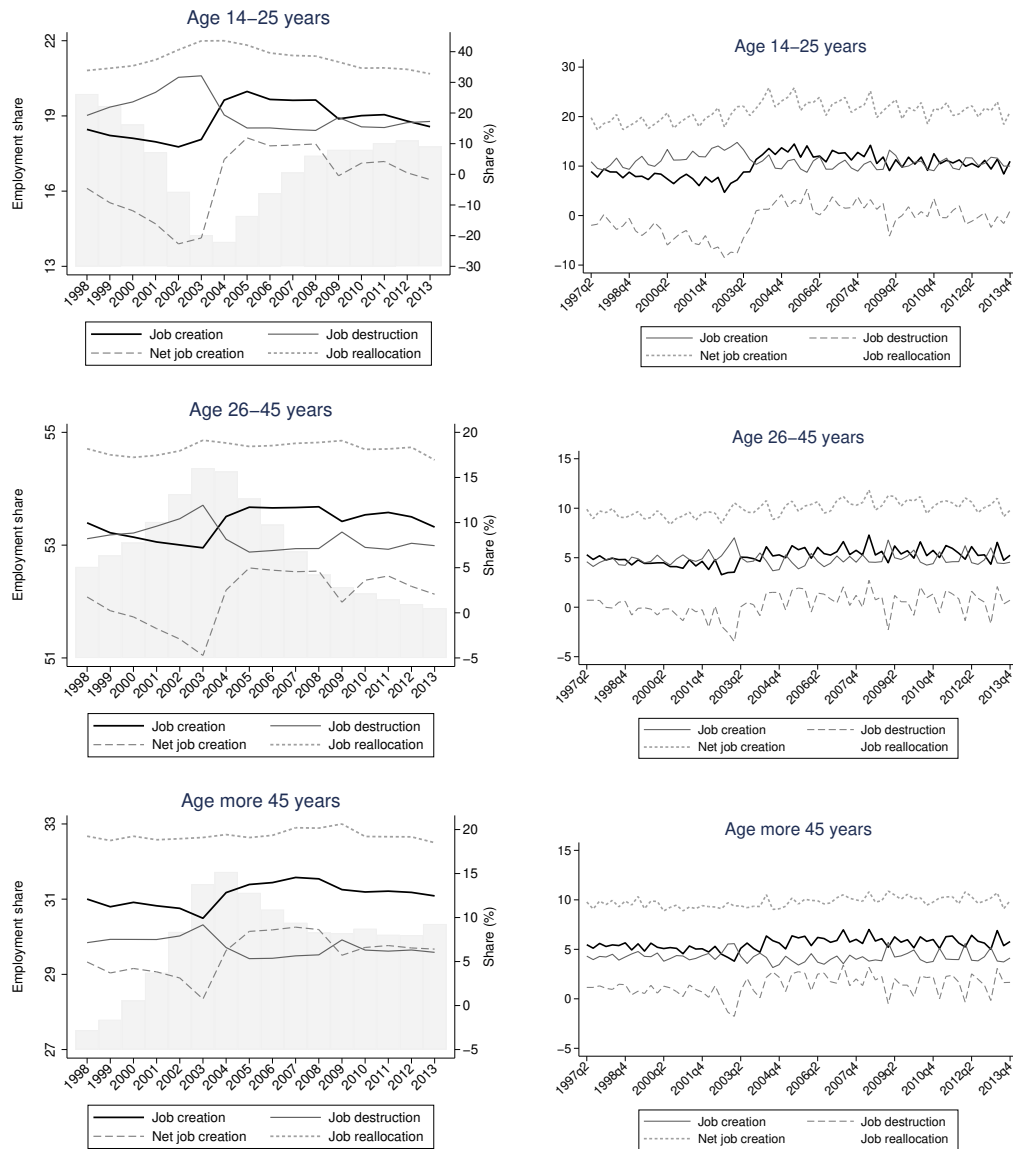 Age 14−25 years
22
19
16
13
Employment share
40
30
20
10
0
−10
−20
−30
Share (%)
1998 1999 2000 2001 2002 2003 2004 2005 2006 2007 2008 2009 2010 2011 2012 2013
Job creation Job destruction
Net job creation Job reallocation
Age 14−25 years
30
20
10
0
−10
1997q2 1998q4 2000q2 2001q4 2003q2 2004q4 2006q2 2007q4 2009q2 2010q4 2012q2 2013q4
Job creation Job destruction
Net job creation Job reallocation
Age 26−45 years
55
53
51
Employment share
20
15
10
5
0
−5
Share (%)
1998 1999 2000 2001 2002 2003 2004 2005 2006 2007 2008 2009 2010 2011 2012 2013
Job creation Job destruction
Net job creation Job reallocation
Age 26−45 years
15
10
5
0
−5
1997q2 1998q4 2000q2 2001q4 2003q2 2004q4 2006q2 2007q4 2009q2 2010q4 2012q2 2013q4
Job creation Job destruction
Net job creation Job reallocation
Age more 45 years
33
31
29
27
Employment share
20
15
10
5
0
−5
Share (%)
1998 1999 2000 2001 2002 2003 2004 2005 2006 2007 2008 2009 2010 2011 2012 2013
Job creation Job destruction
Net job creation Job reallocation
Age more 45 years
15
10
5
0
−5
1997q2 1998q4 2000q2 2001q4 2003q2 2004q4 2006q2 2007q4 2009q2 2010q4 2012q2 2013q4
Job creation Job destruction
Net job creation Job reallocation